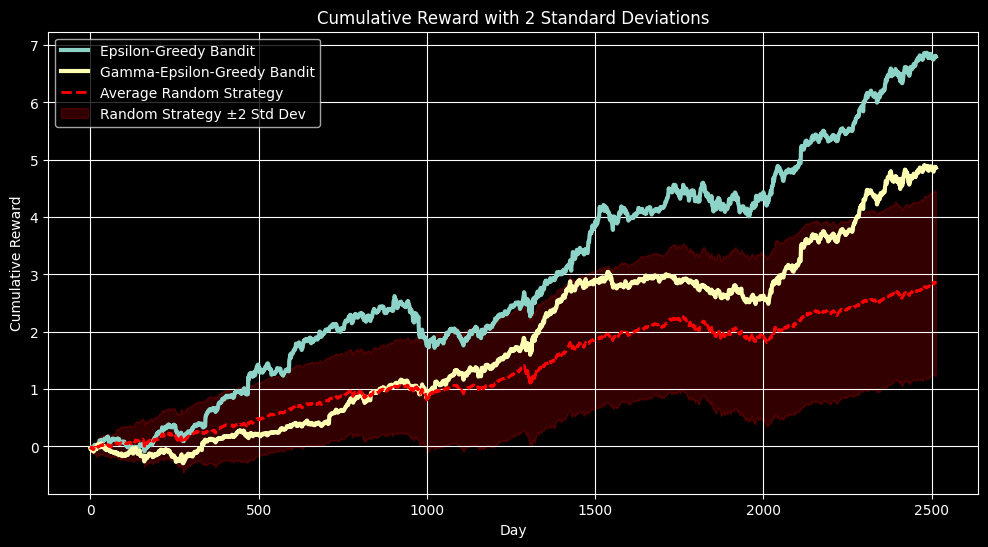 Cumulative Reward with 2 Standard Deviations
Epsilon-Greedy Bandit
Gamma-Epsilon-Greedy Bandit
Average Random Strategy
Random Strategy ±2 Std Dev
Cumulative Reward
7
6
5
4
3
2
1
0
0 500 1000 1500 2000 2500
Day